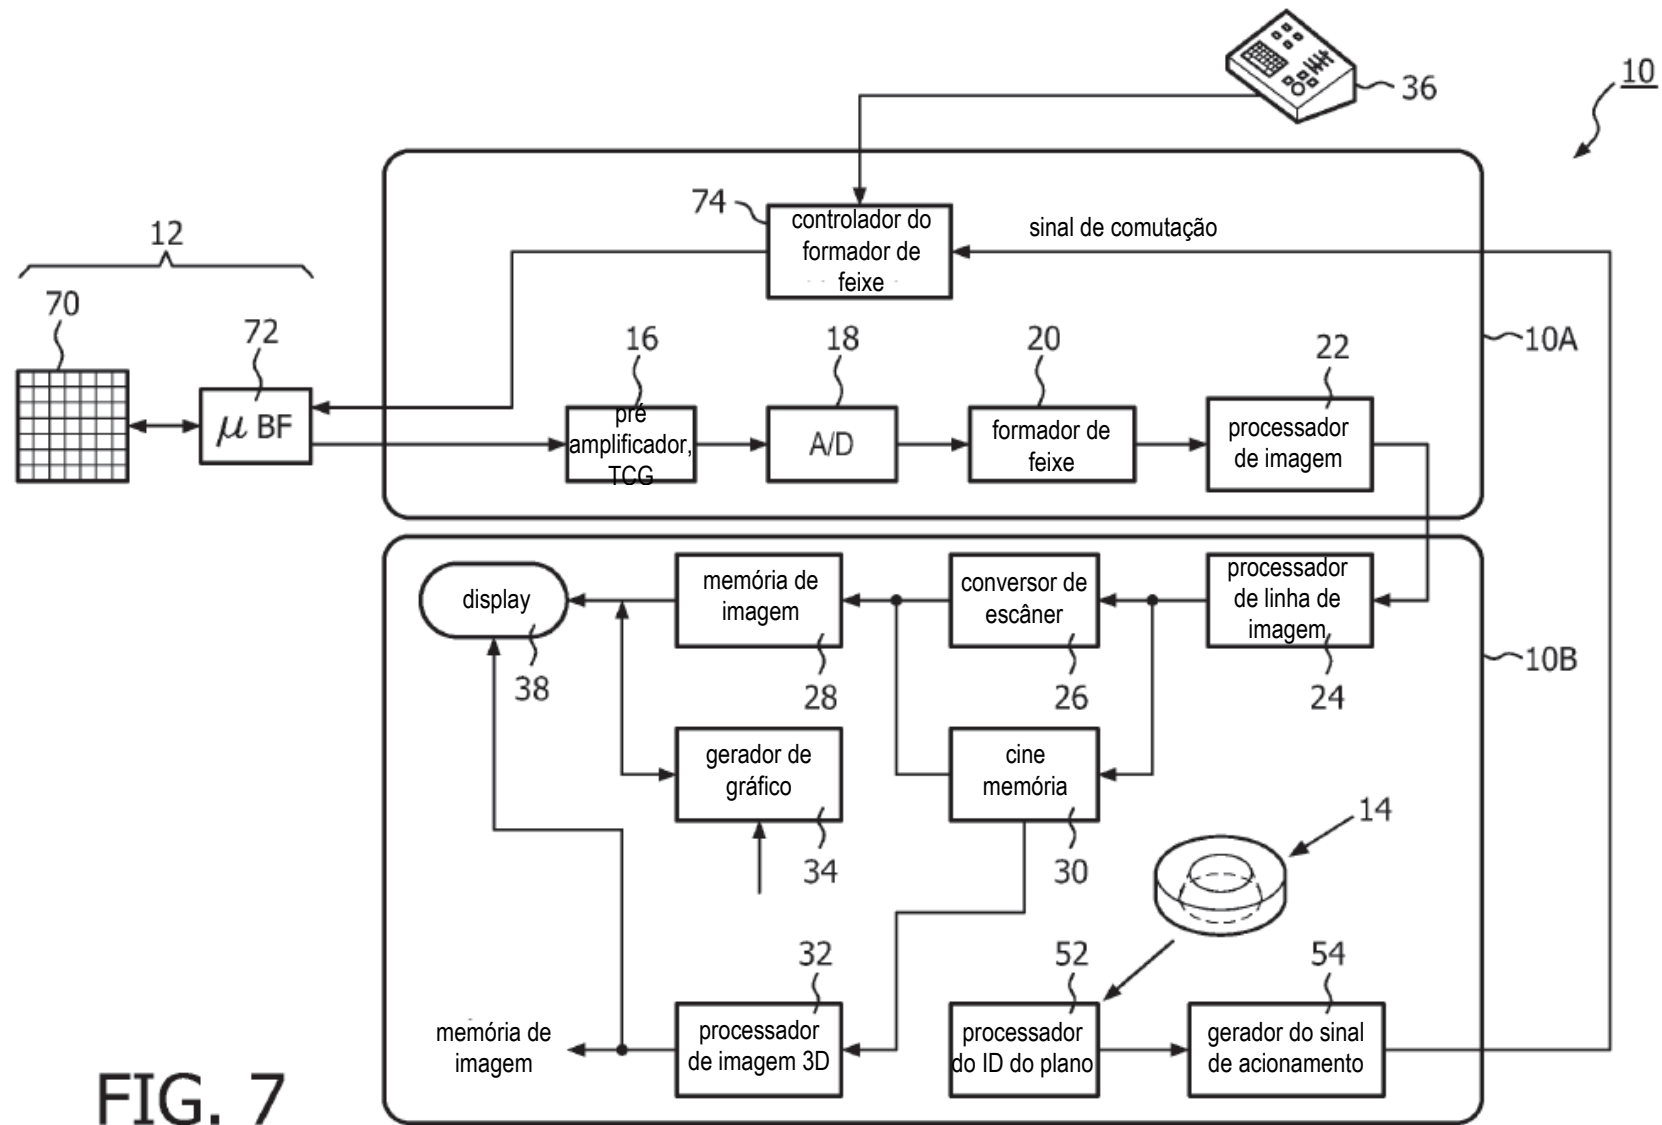 36
10
74
controlador do
formador de
feixe
sinal de comutação
12
70
72
μ BF
16
pré
amplificador,
TCG
18
A/D
20
formador de
feixe
22
processador
de imagem
10A
display
38
memória de
imagem
28
conversor de
escâner
26
processador
de linha de
imagem
24
10B
gerador de
gráfico
34
cine
memória
30
14
32
processador
de imagem 3D
52
processador
do ID do plano
54
gerador do sinal
de acionamento
memória de
imagem
FIG. 7